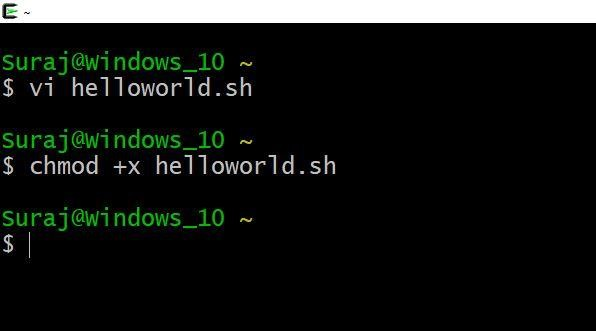 ~
Suraj@Windows_10 ~
$ vi helloworld.sh
Suraj@Windows_10 ~
$ chmod +x helloworld.sh
Suraj@Windows_10 ~
$